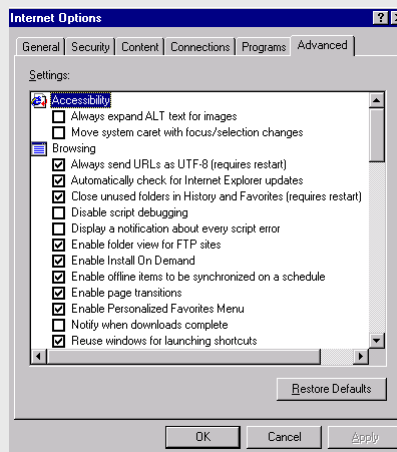 Internet Options
General Security Content Connections Programs Advanced
Settings:
Accessibility
Always expand ALT text for images
Move system caret with focus/selection changes
Browsing
Always send URLs as UTF-8 (requires restart)
Automatically check for Internet Explorer updates
Close unused folders in History and Favorites (requires restart)
Disable script debugging
Display a notification about every script error
Enable folder view for FTP sites
Enable Install On Demand
Enable offline items to be synchronized on a schedule
Enable page transitions
Enable Personalized Favorites Menu
Notify when downloads complete
Reuse windows for launching shortcuts
Restore Defaults
OK Cancel Apply